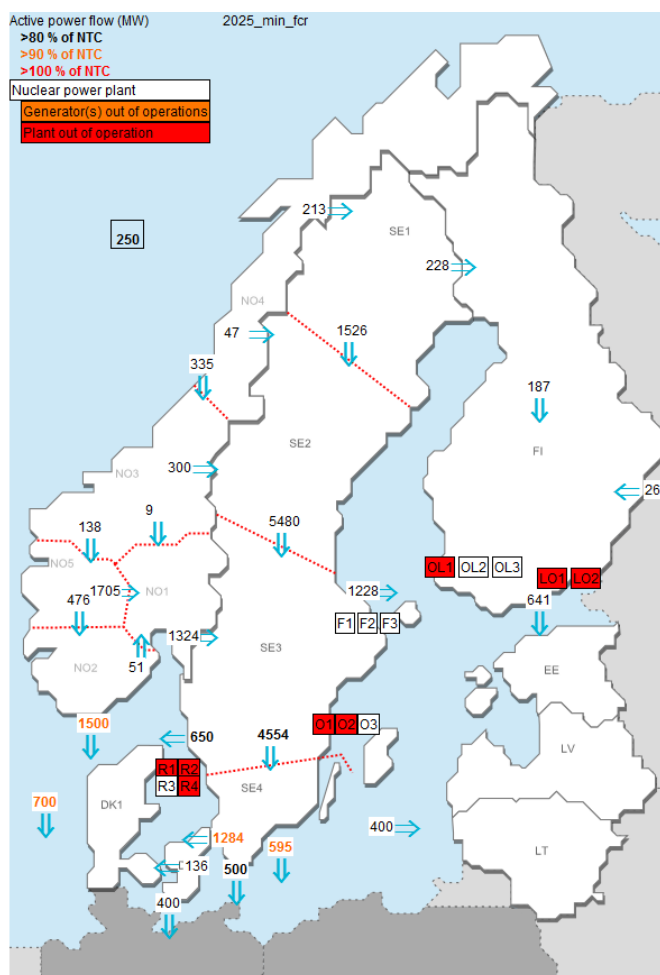 Active power flow (MW) 2025_min_fcr
>80 % of NTC
>90 % of NTC
>100 % of NTC
Nuclear power plant
Generator(s) out of operations
Plant out of operation
213
SE1
250
228
NO4
47
1526
335
187
SE2
FI
NO3
300
26
9
138
5480
NO5
OL1 OL2 OL3
1705
NO1
1228
LO1 LO2
476
641
F1 F2 F3
1324
SE3
51
NO2
EE
1500
650
4554
O1 O2 O3
LV
R1 R2
DK1
R3 R4
SE4
700
400
1284
595
LT
136
500
400